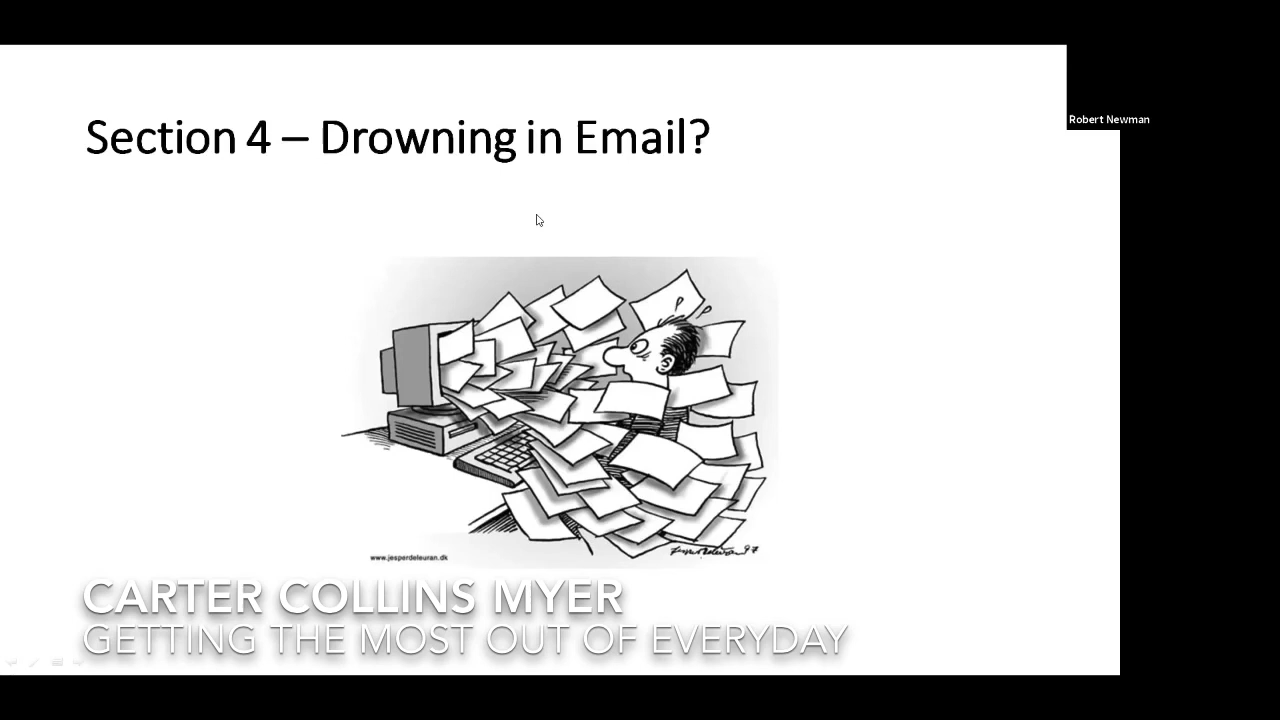 Robert Newman
Section 4 – Drowning in Email?
www.jesperdeleuran.dk
CARTER COLLINS MYER
GETTING THE MOST OUT OF EVERYDAY